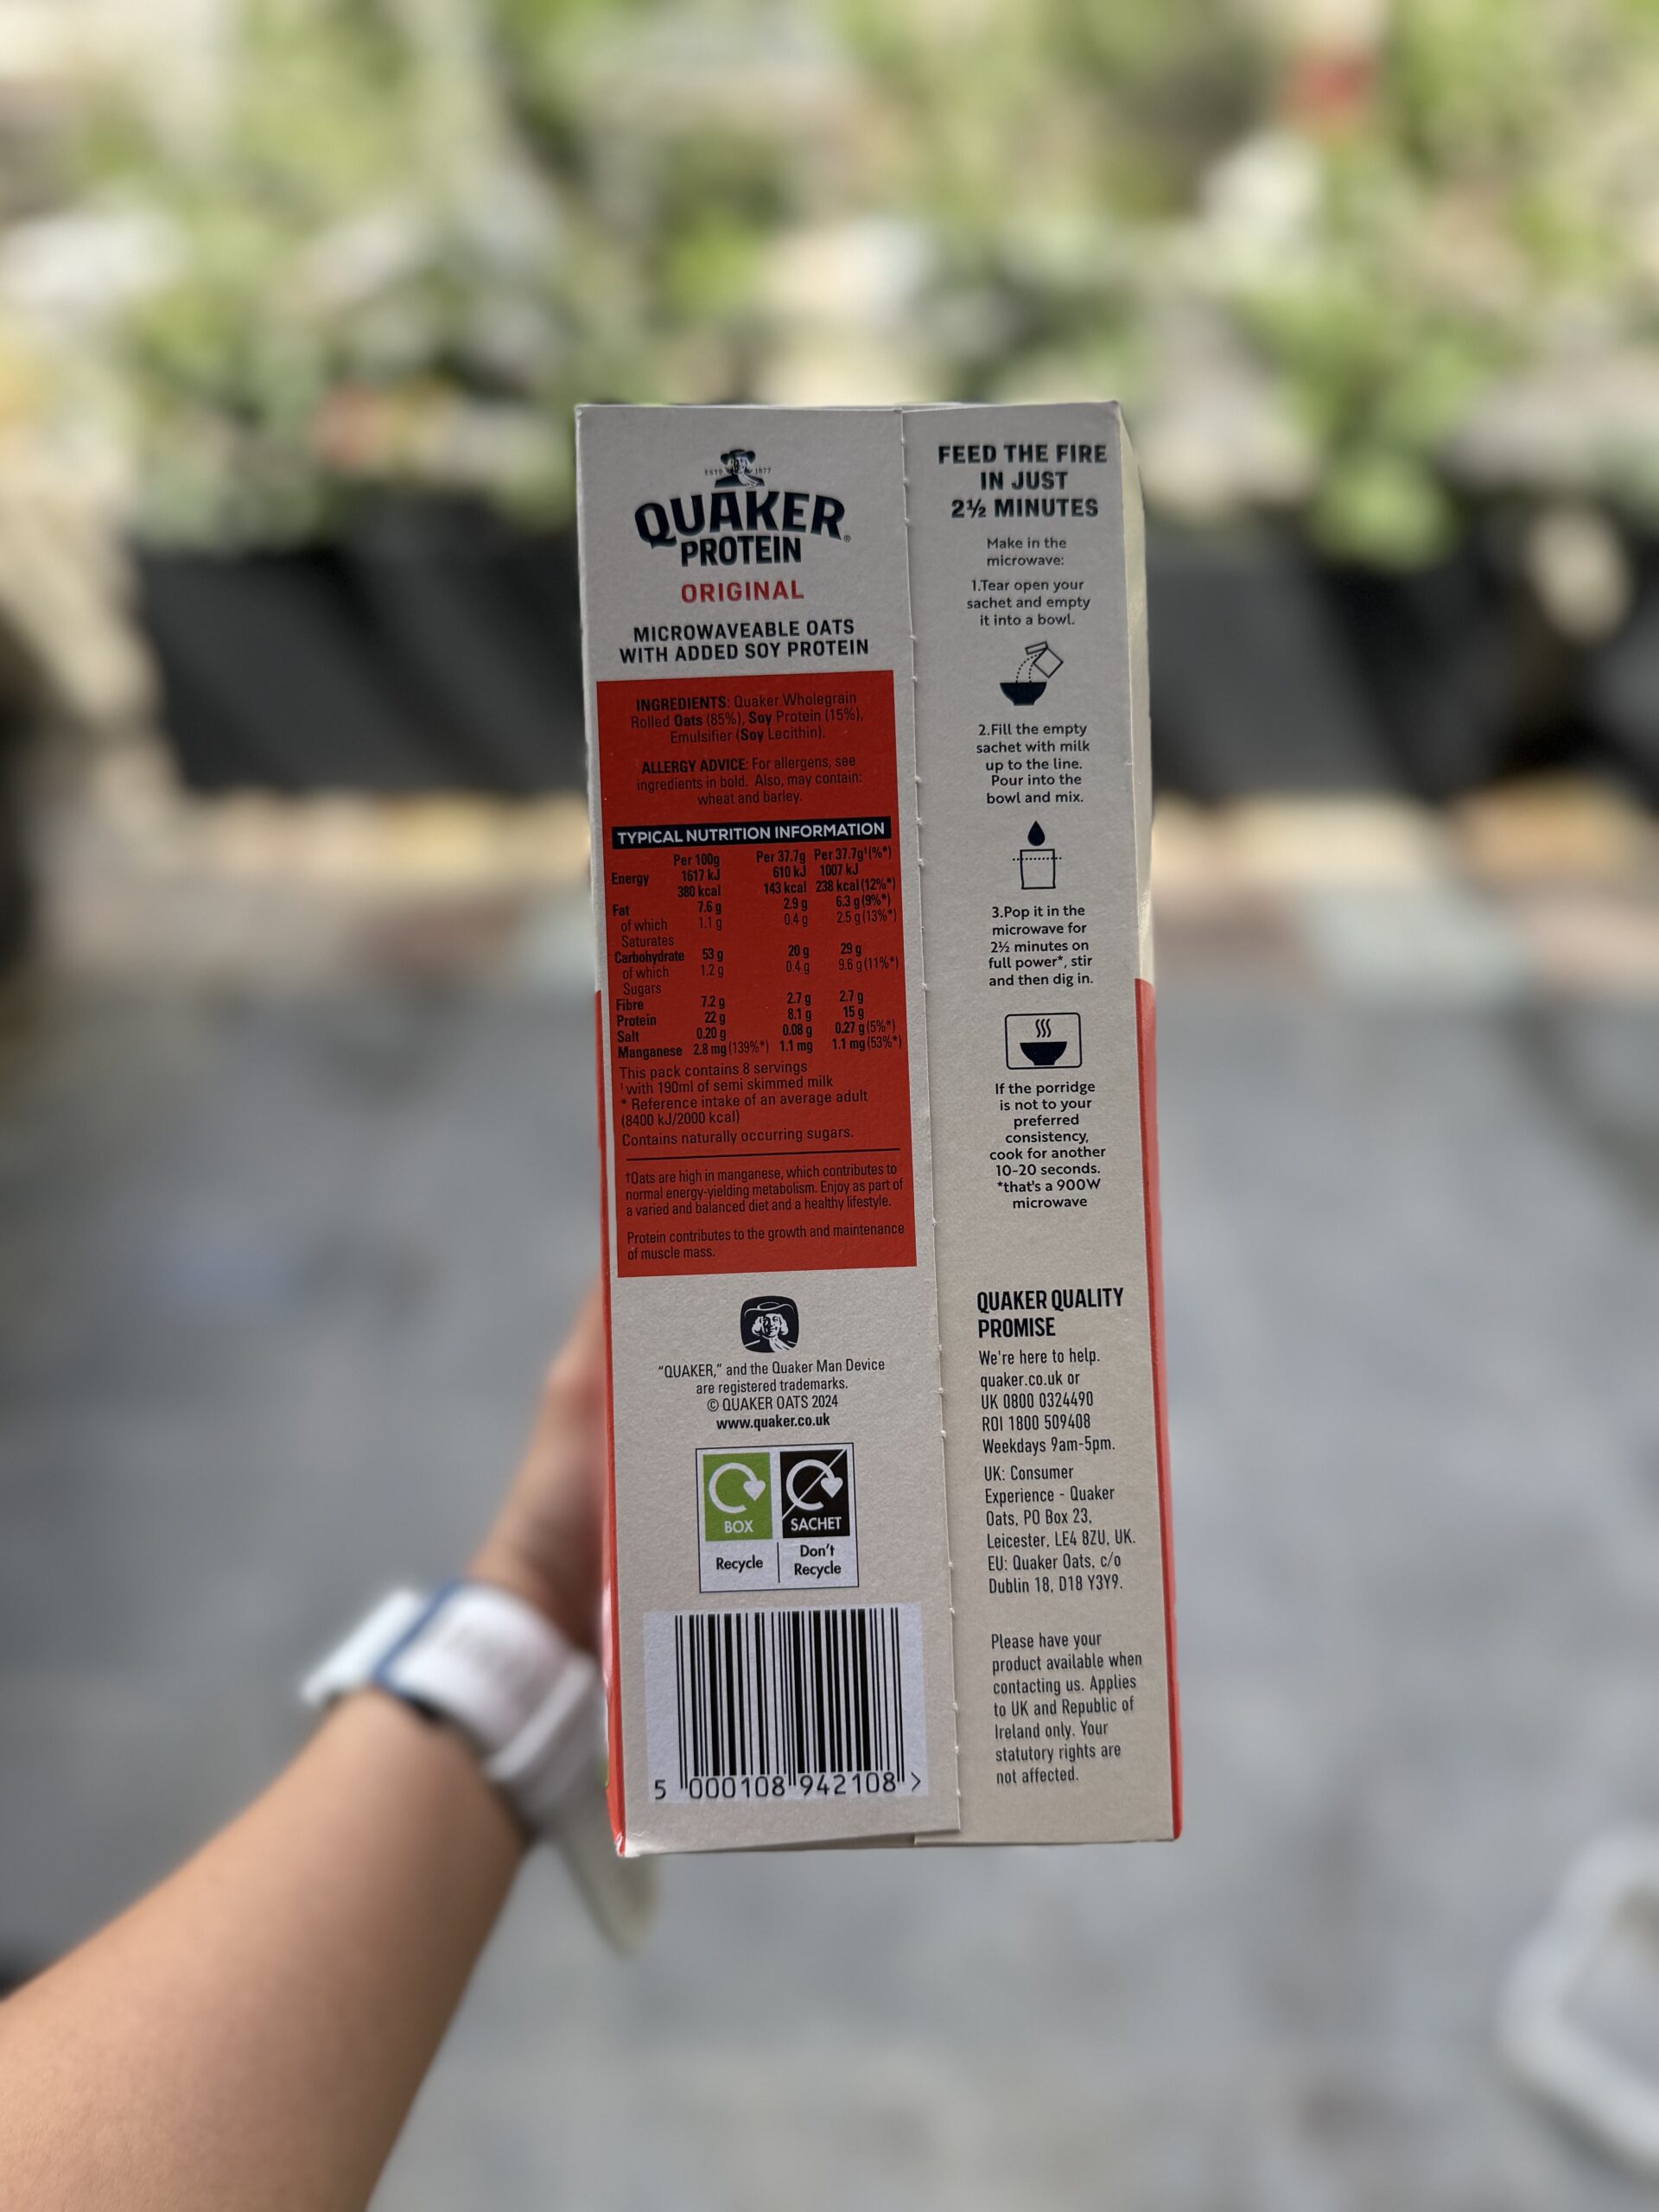 ESTD 1877
QUAKER®
PROTEIN
ORIGINAL
MICROWAVEABLE OATS
WITH ADDED SOY PROTEIN
INGREDIENTS: Quaker Wholegrain
Rolled Oats (85%), Soy Protein (15%),
Emulsifier (Soy Lecithin).
ALLERGY ADVICE: For allergens, see
ingredients in bold. Also, may contain:
wheat and barley.
TYPICAL NUTRITION INFORMATION
Per 100g Per 37.7g Per 37.7g¹(%*)
Energy 1617 kJ 610 kJ 1007 kJ
380 kcal 143 kcal 238 kcal (12%*)
Fat 7.6 g 2.9 g 6.3 g (9%*)
of which 1.1 g 0.4 g 2.5 g (13%*)
Saturates
Carbohydrate 53 g 20 g 29 g
of which 1.2 g 0.4 g 9.6 g (11%*)
Sugars
Fibre 7.2 g 2.7 g 2.7 g
Protein 22 g 8.1 g 15 g
Salt 0.20 g 0.08 g 0.27 g (5%*)
Manganese 2.8 mg (139%*) 1.1 mg 1.1 mg (53%*)
This pack contains 8 servings
¹with 190ml of semi skimmed milk
* Reference intake of an average adult
(8400 kJ/2000 kcal)
Contains naturally occurring sugars.
†Oats are high in manganese, which contributes to
normal energy-yielding metabolism. Enjoy as part of
a varied and balanced diet and a healthy lifestyle.
Protein contributes to the growth and maintenance
of muscle mass.
“QUAKER,” and the Quaker Man Device
are registered trademarks.
© QUAKER OATS 2024
www.quaker.co.uk
BOX SACHET
Recycle Don't
Recycle
5 000108 942108 >
FEED THE FIRE
IN JUST
2½ MINUTES
Make in the
microwave:
1.Tear open your
sachet and empty
it into a bowl.
2.Fill the empty
sachet with milk
up to the line.
Pour into the
bowl and mix.
3.Pop it in the
microwave for
2½ minutes on
full power*, stir
and then dig in.
If the porridge
is not to your
preferred
consistency,
cook for another
10-20 seconds.
*that's a 900W
microwave
QUAKER QUALITY
PROMISE
We're here to help.
quaker.co.uk or
UK 0800 0324490
ROI 1800 509408
Weekdays 9am-5pm.
UK: Consumer
Experience - Quaker
Oats, PO Box 23,
Leicester, LE4 8ZU, UK.
EU: Quaker Oats, c/o
Dublin 18, D18 Y3Y9.
Please have your
product available when
contacting us. Applies
to UK and Republic of
Ireland only. Your
statutory rights are
not affected.